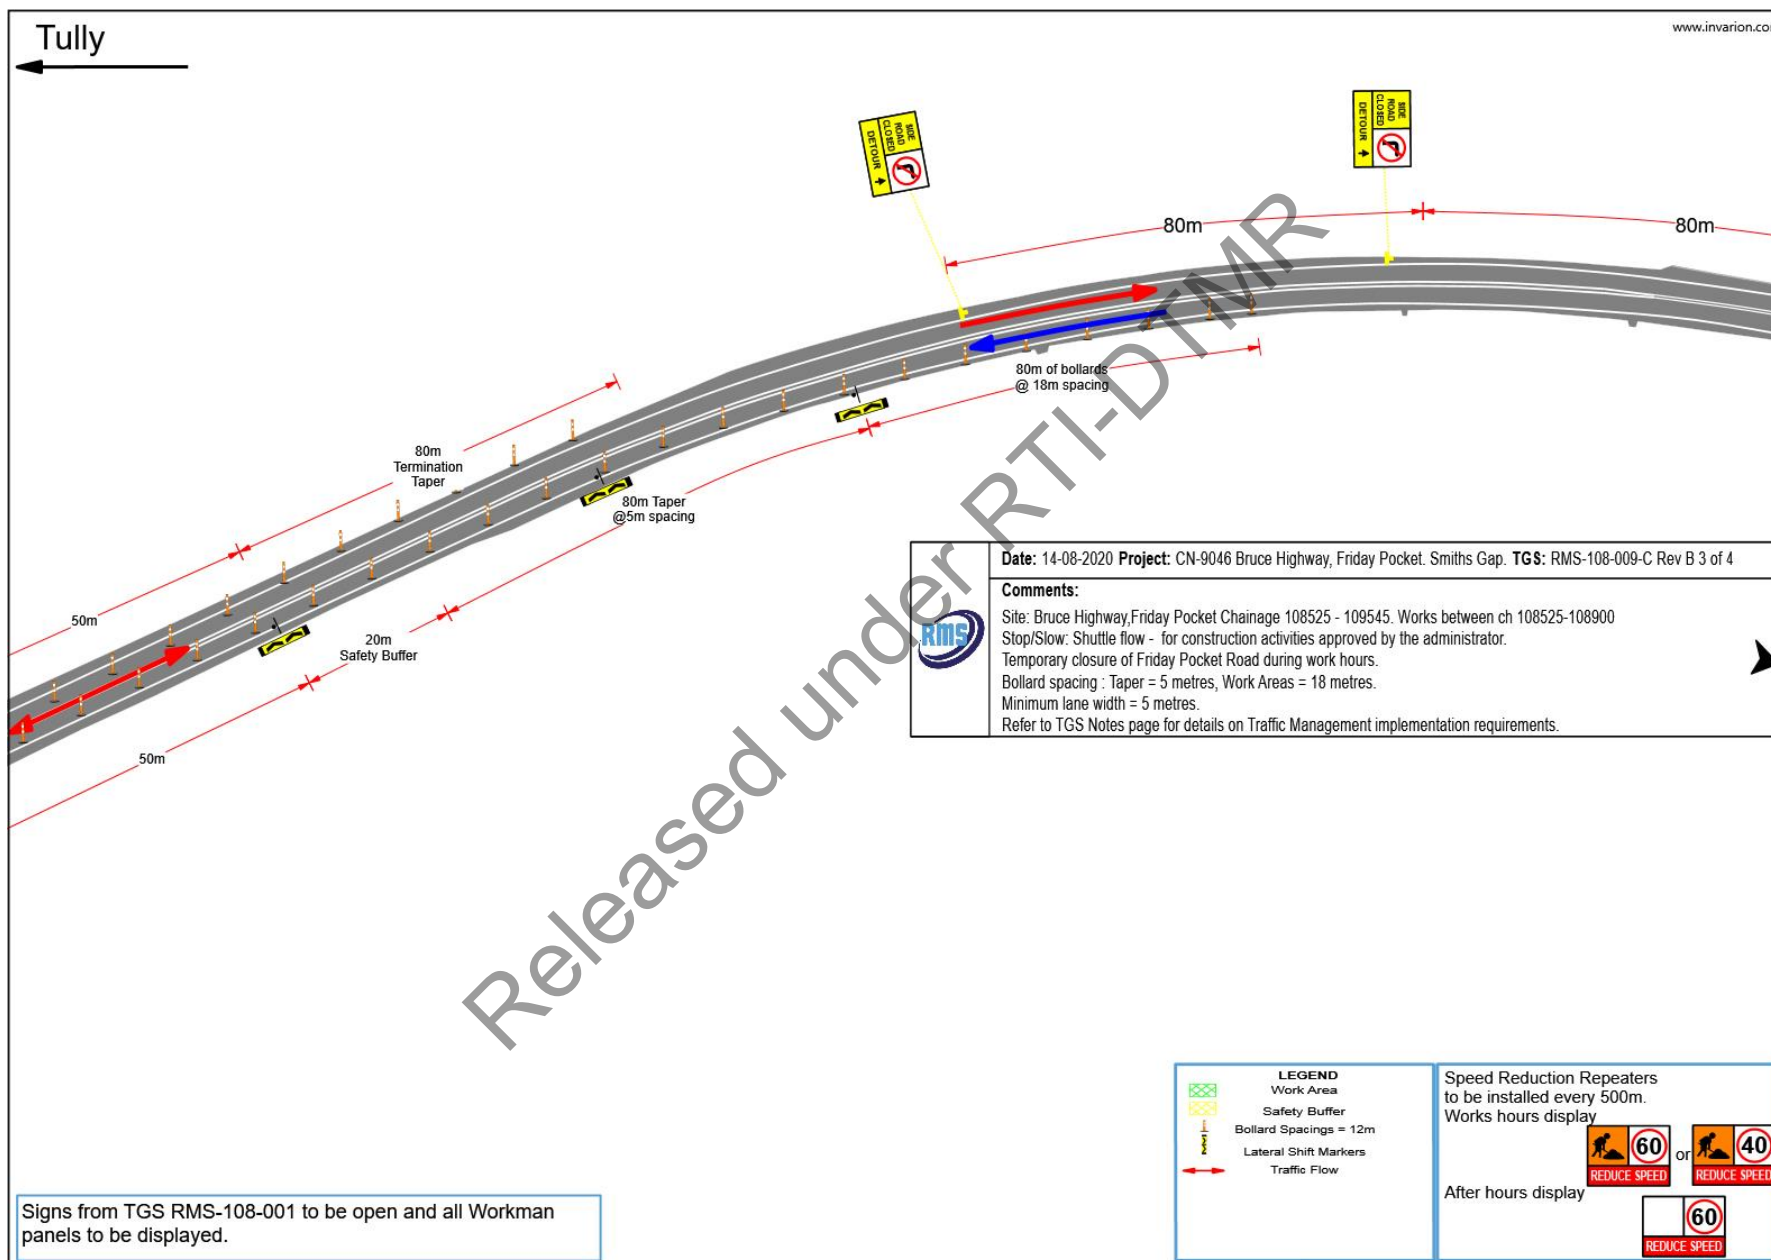 Tully
www.invarion.co
SIDE
ROAD
CLOSED
DETOUR
SIDE
ROAD
CLOSED
DETOUR
80m
80m
80m of bollards
@ 18m spacing
80m
Termination
Taper
80m Taper
@5m spacing
50m
20m
Safety Buffer
50m
Date: 14-08-2020 Project: CN-9046 Bruce Highway, Friday Pocket. Smiths Gap. TGS: RMS-108-009-C Rev B 3 of 4
Comments:
Site: Bruce Highway,Friday Pocket Chainage 108525 - 109545. Works between ch 108525-108900
Stop/Slow: Shuttle flow - for construction activities approved by the administrator.
Temporary closure of Friday Pocket Road during work hours.
Bollard spacing : Taper = 5 metres, Work Areas = 18 metres.
Minimum lane width = 5 metres.
Refer to TGS Notes page for details on Traffic Management implementation requirements.
RMS
Released under RTI-DTMR
LEGEND
Work Area
Safety Buffer
Bollard Spacings = 12m
Lateral Shift Markers
Traffic Flow
Speed Reduction Repeaters
to be installed every 500m.
Works hours display
60
REDUCE SPEED
or
40
REDUCE SPEED
After hours display
60
REDUCE SPEED
Signs from TGS RMS-108-001 to be open and all Workman
panels to be displayed.